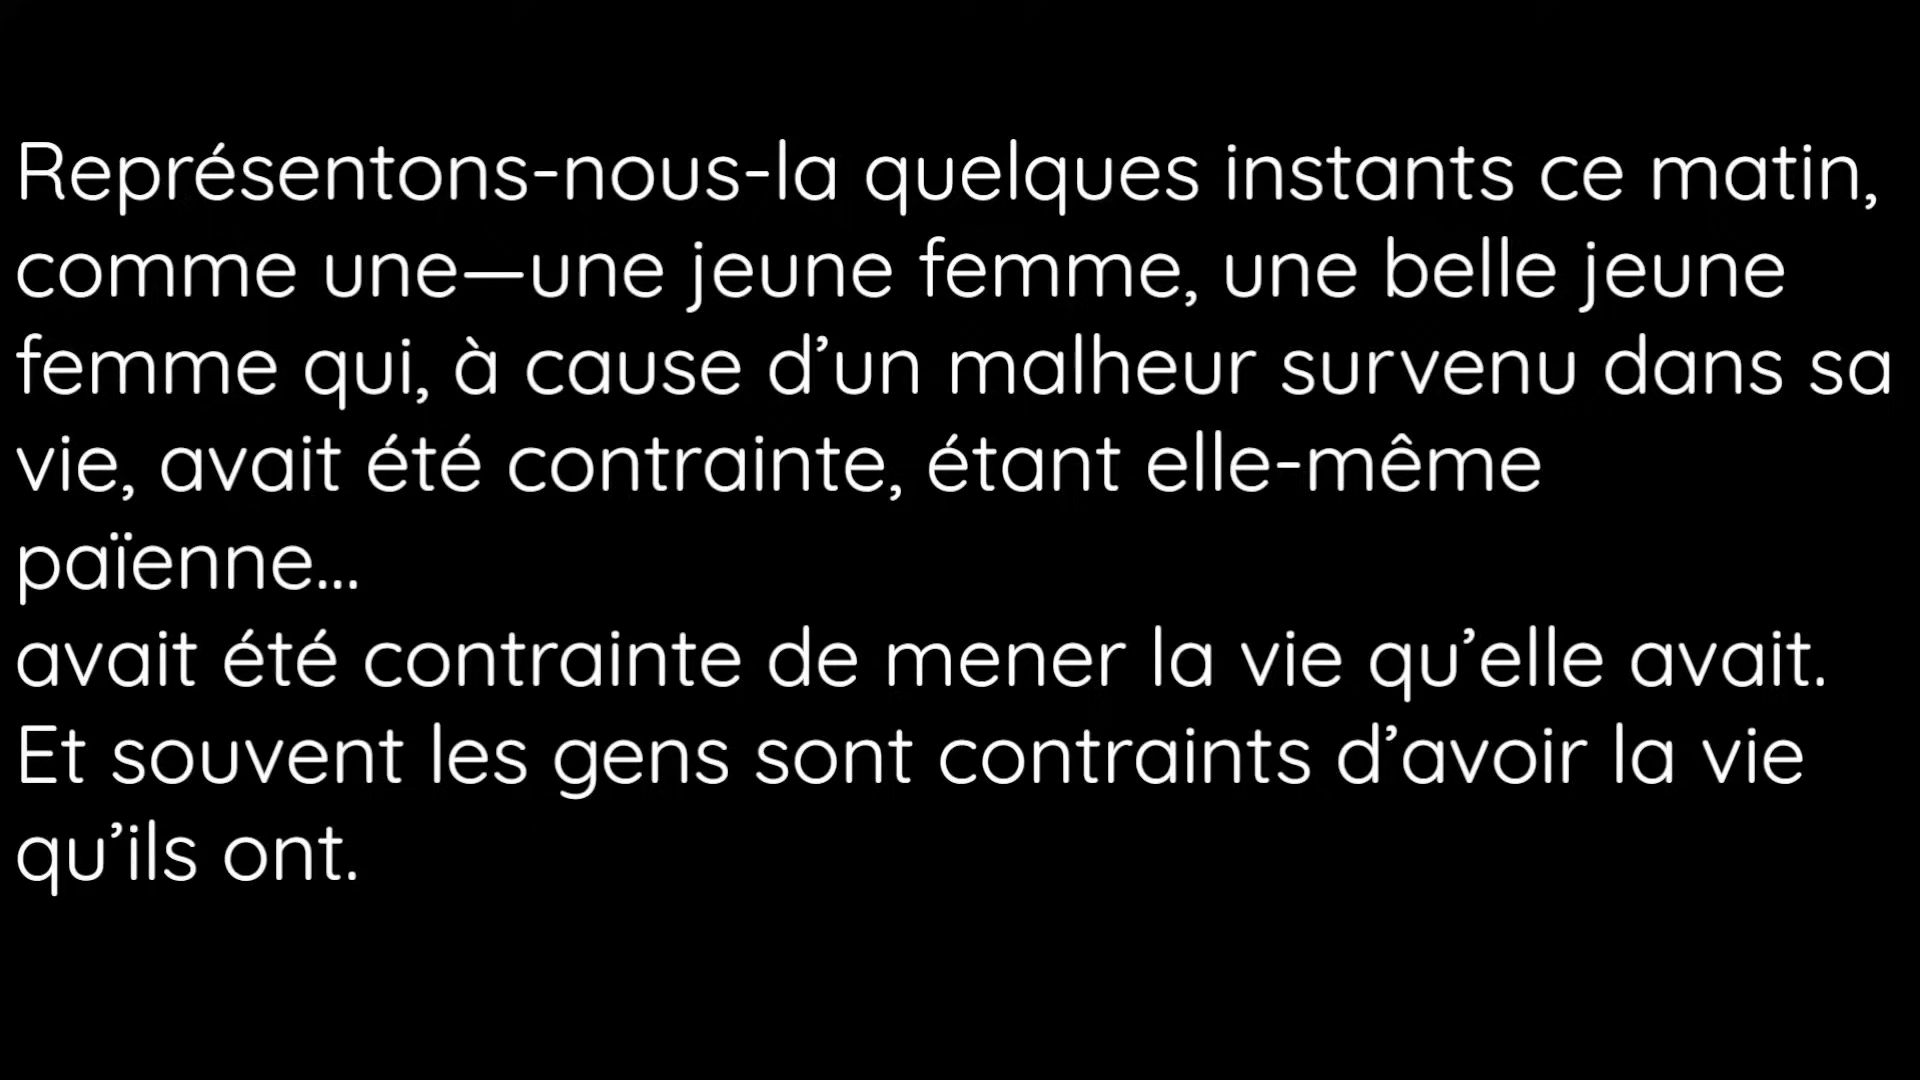 Représentons-nous-la quelques instants ce matin,
comme une—une jeune femme, une belle jeune
femme qui, à cause d’un malheur survenu dans sa
vie, avait été contrainte, étant elle-même
païenne...
avait été contrainte de mener la vie qu’elle avait.
Et souvent les gens sont contraints d’avoir la vie
qu’ils ont.